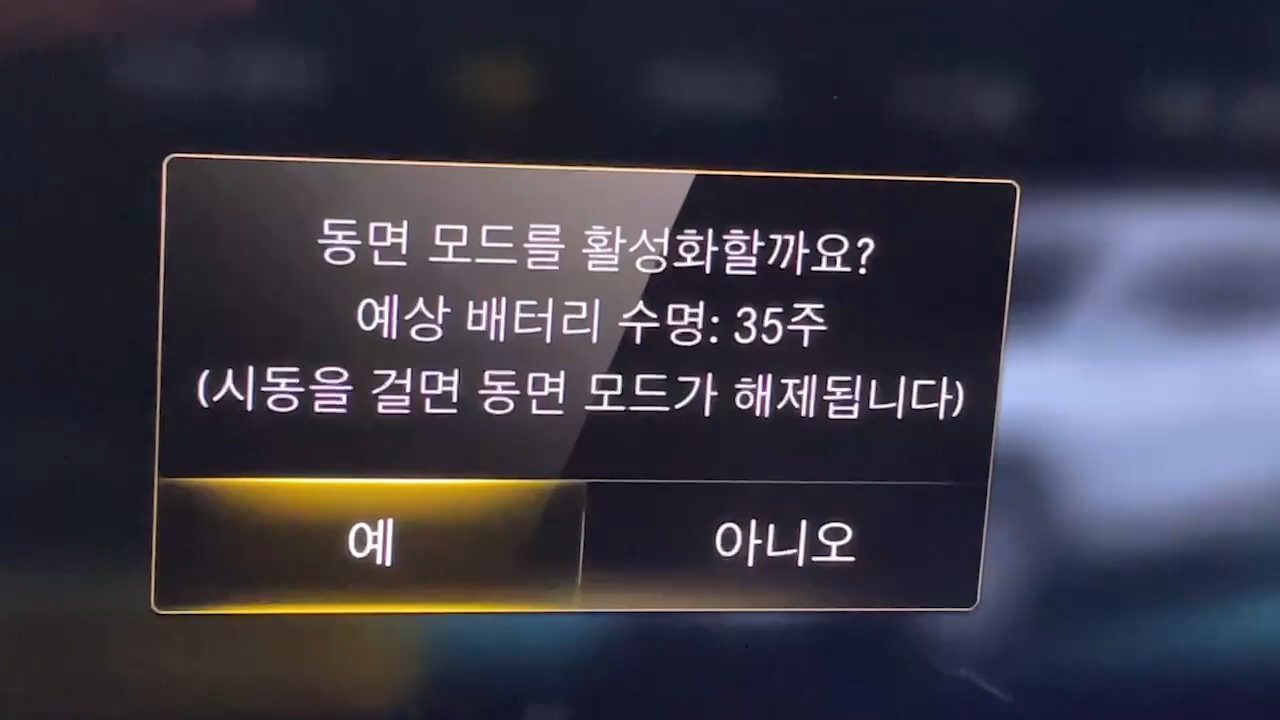 동면 모드를 활성화할까요?
예상 배터리 수명: 35주
(시동을 걸면 동면 모드가 해제됩니다)
예
아니오